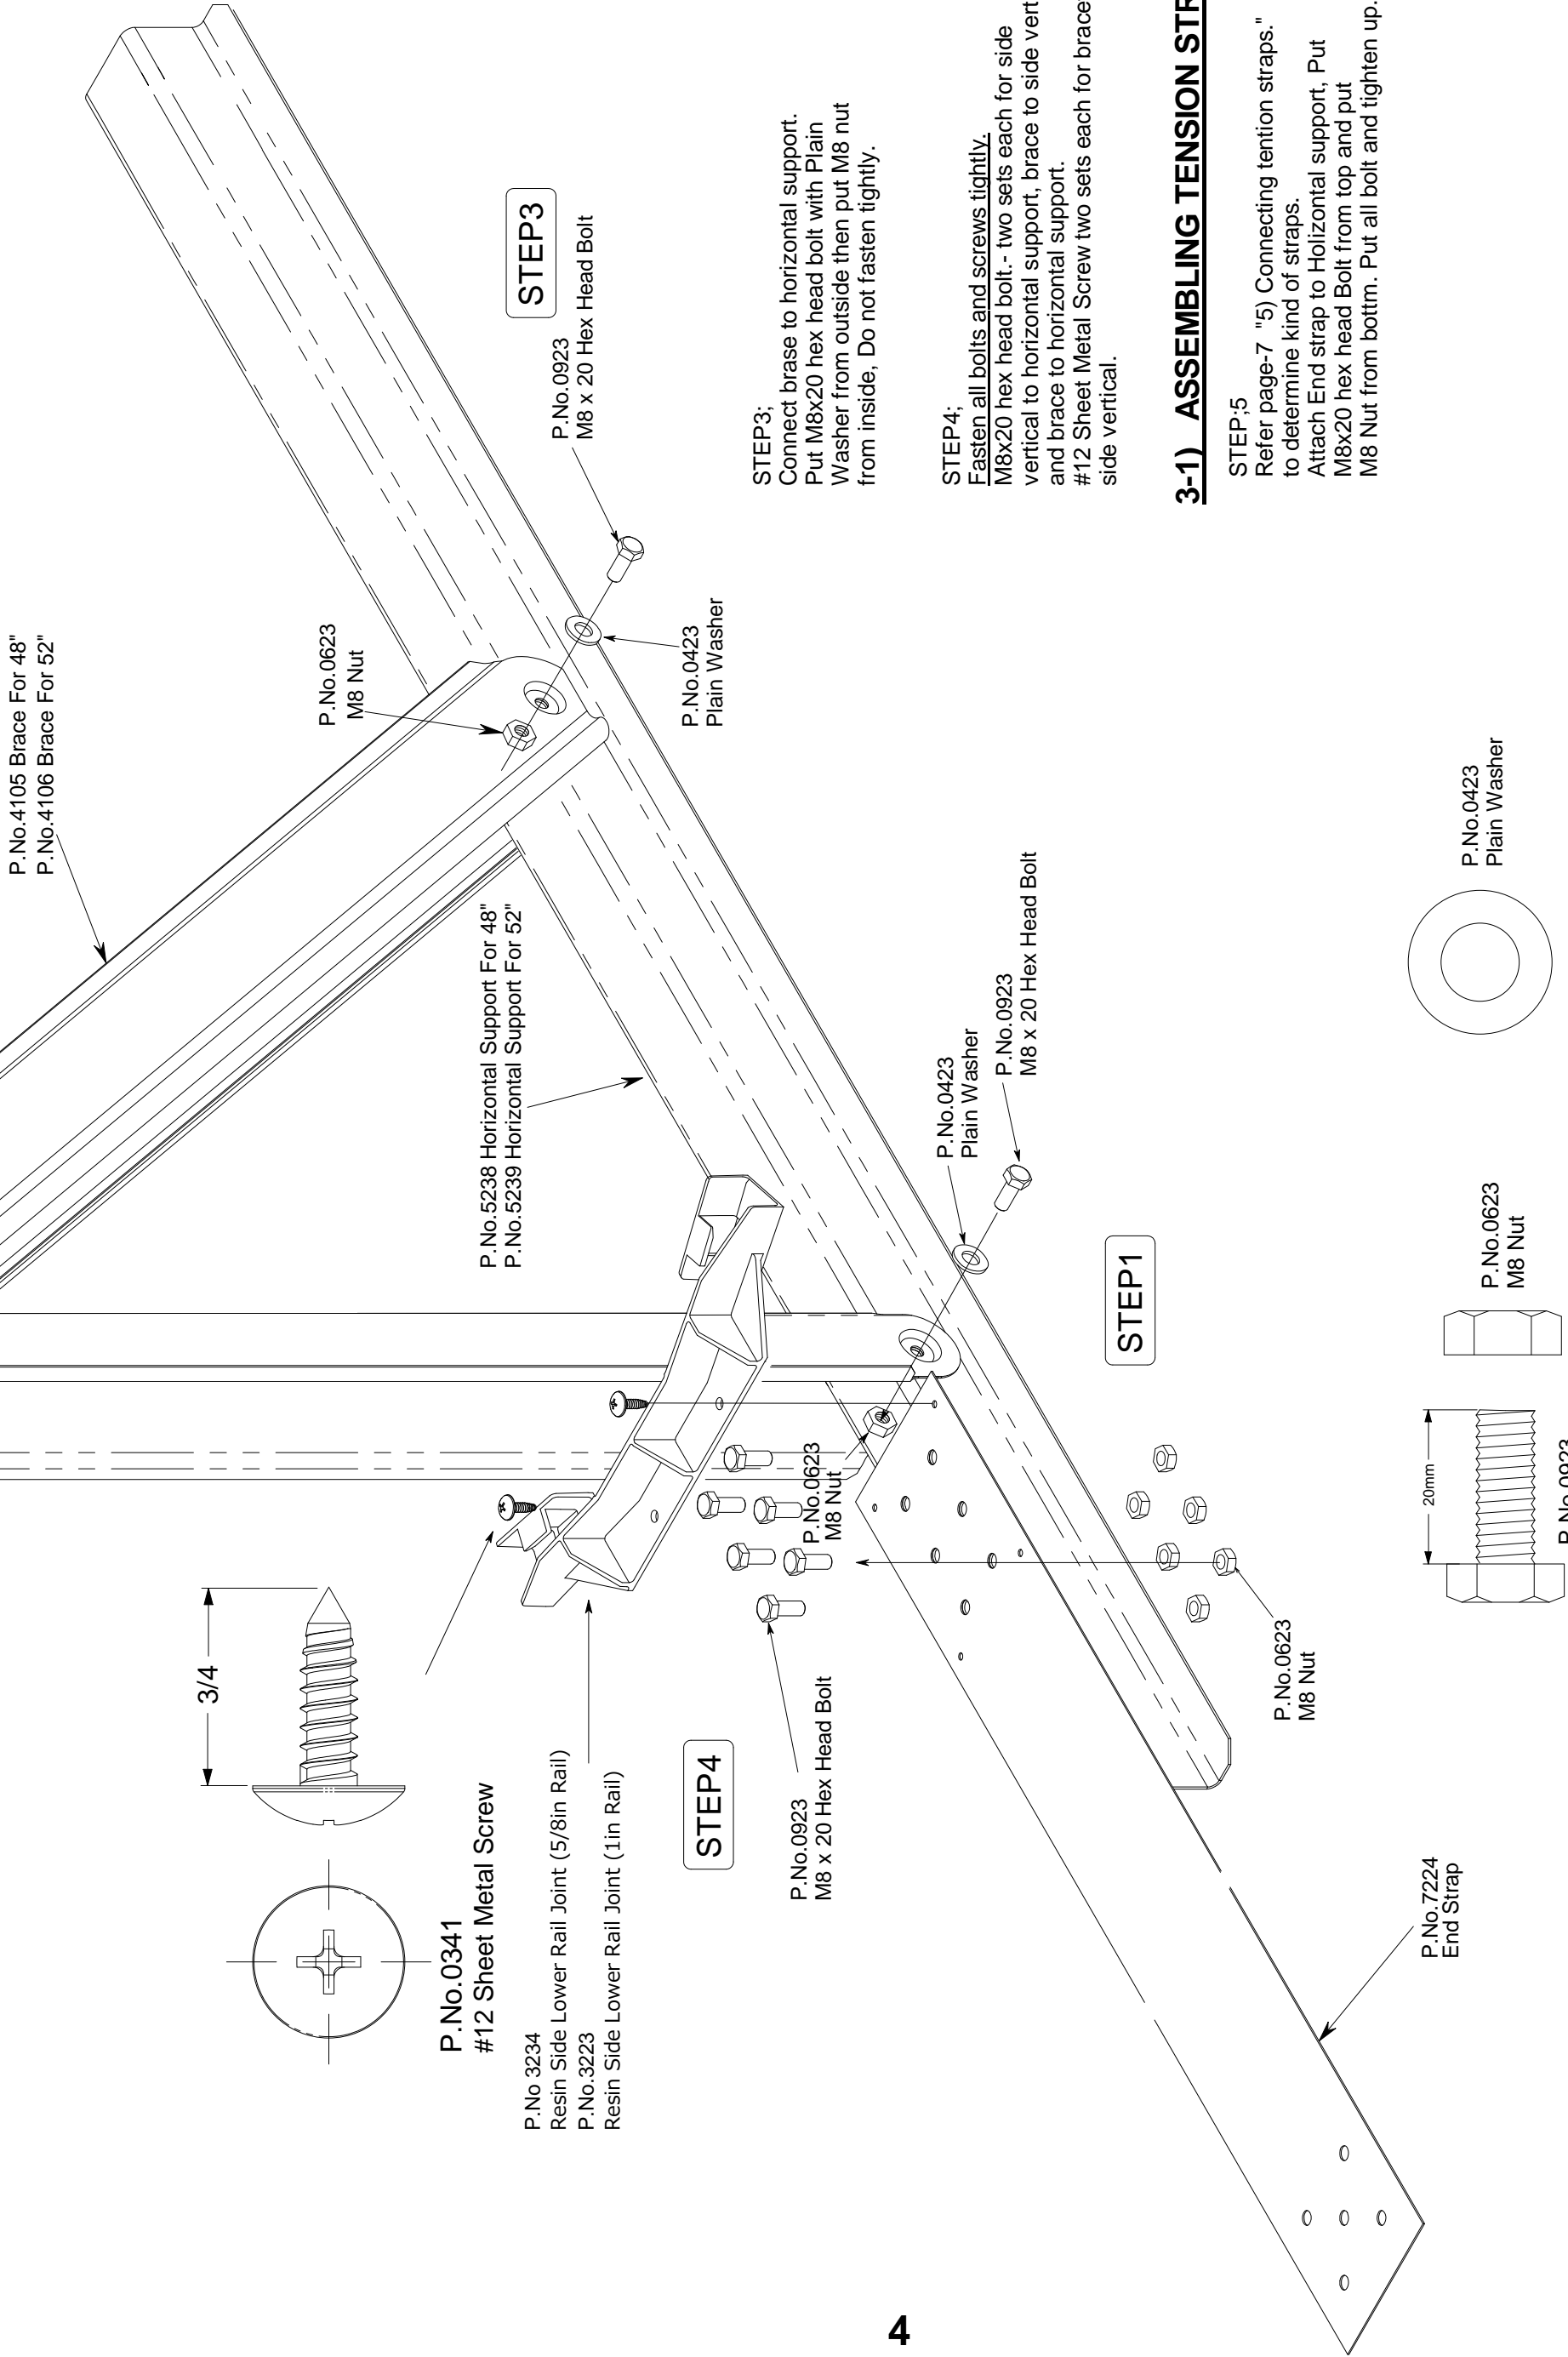 P.No.4105 Brace For 48"
P.No.4106 Brace For 52"
P.No.0623
M8 Nut
STEP3
P.No.0923
M8 x 20 Hex Head Bolt
P.No.0423
Plain Washer
P.No.5238 Horizontal Support For 48"
P.No.5239 Horizontal Support For 52"
3/4
P.No.0341
#12 Sheet Metal Screw
P.No 3234
Resin Side Lower Rail Joint (5/8in Rail)
P.No.3223
Resin Side Lower Rail Joint (1in Rail)
STEP4
P.No.0923
M8 x 20 Hex Head Bolt
P.No.0623
M8 Nut
P.No.0423
Plain Washer
P.No.0923
M8 x 20 Hex Head Bolt
STEP1
P.No.0623
M8 Nut
P.No.7224
End Strap
STEP3;
Connect brase to horizontal support.
Put M8x20 hex head bolt with Plain
Washer from outside then put M8 nut
from inside, Do not fasten tightly.
STEP4;
Fasten all bolts and screws tightly.
M8x20 hex head bolt.- two sets each for side
vertical to horizontal support, brace to side vert
and brace to horizontal support.
#12 Sheet Metal Screw two sets each for brace
side vertical.
3-1) ASSEMBLING TENSION STR
STEP;5
Refer page-7 "5) Connecting tention straps."
to determine kind of straps.
Attach End strap to Holizontal support, Put
M8x20 hex head Bolt from top and put
M8 Nut from bottm. Put all bolt and tighten up.
20mm
P.No.0923
P.No.0623
M8 Nut
P.No.0423
Plain Washer
4